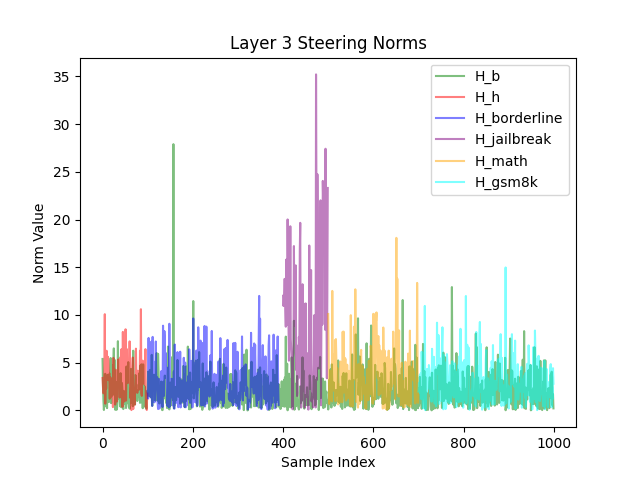 Layer 3 Steering Norms
Norm Value
35
30
25
20
15
10
5
0
H_b
H_h
H_borderline
H_jailbreak
H_math
H_gsm8k
0
200
400
600
800
1000
Sample Index